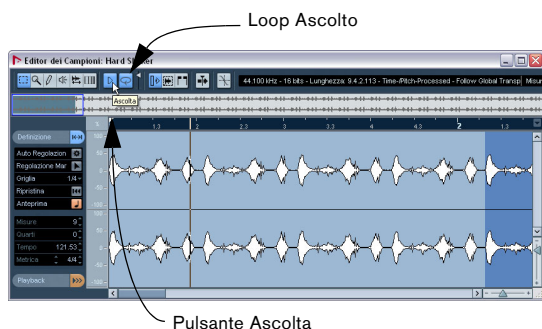 Loop Ascolto
Editor dei Campioni: Hard Shaker
44.100 kHz - 16 bits - Lunghezza: 9.4.2.113 - Time-/Pitch-Processed - Follow Global Transp Misur
Ascolta
1.3 2 2.3 3 3.3 4 4.3 2 1.3
Definizione
Auto Regolazion
Regolazione Mar
Griglia 1/4
Ripristina
Anteprima
Misure 9
Quarti 0
Tempo 121.53
Metrica 4/4
Playback
Pulsante Ascolta